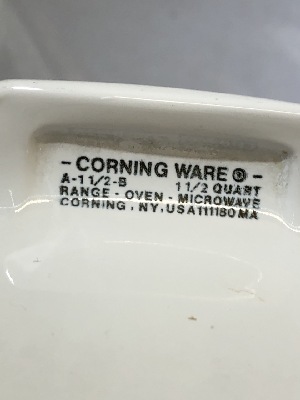 - CORNING WARE ® -
A-1 1/2-B 1 1/2 QUART
RANGE - OVEN - MICROWAVE
CORNING, NY, USA 111180 MA